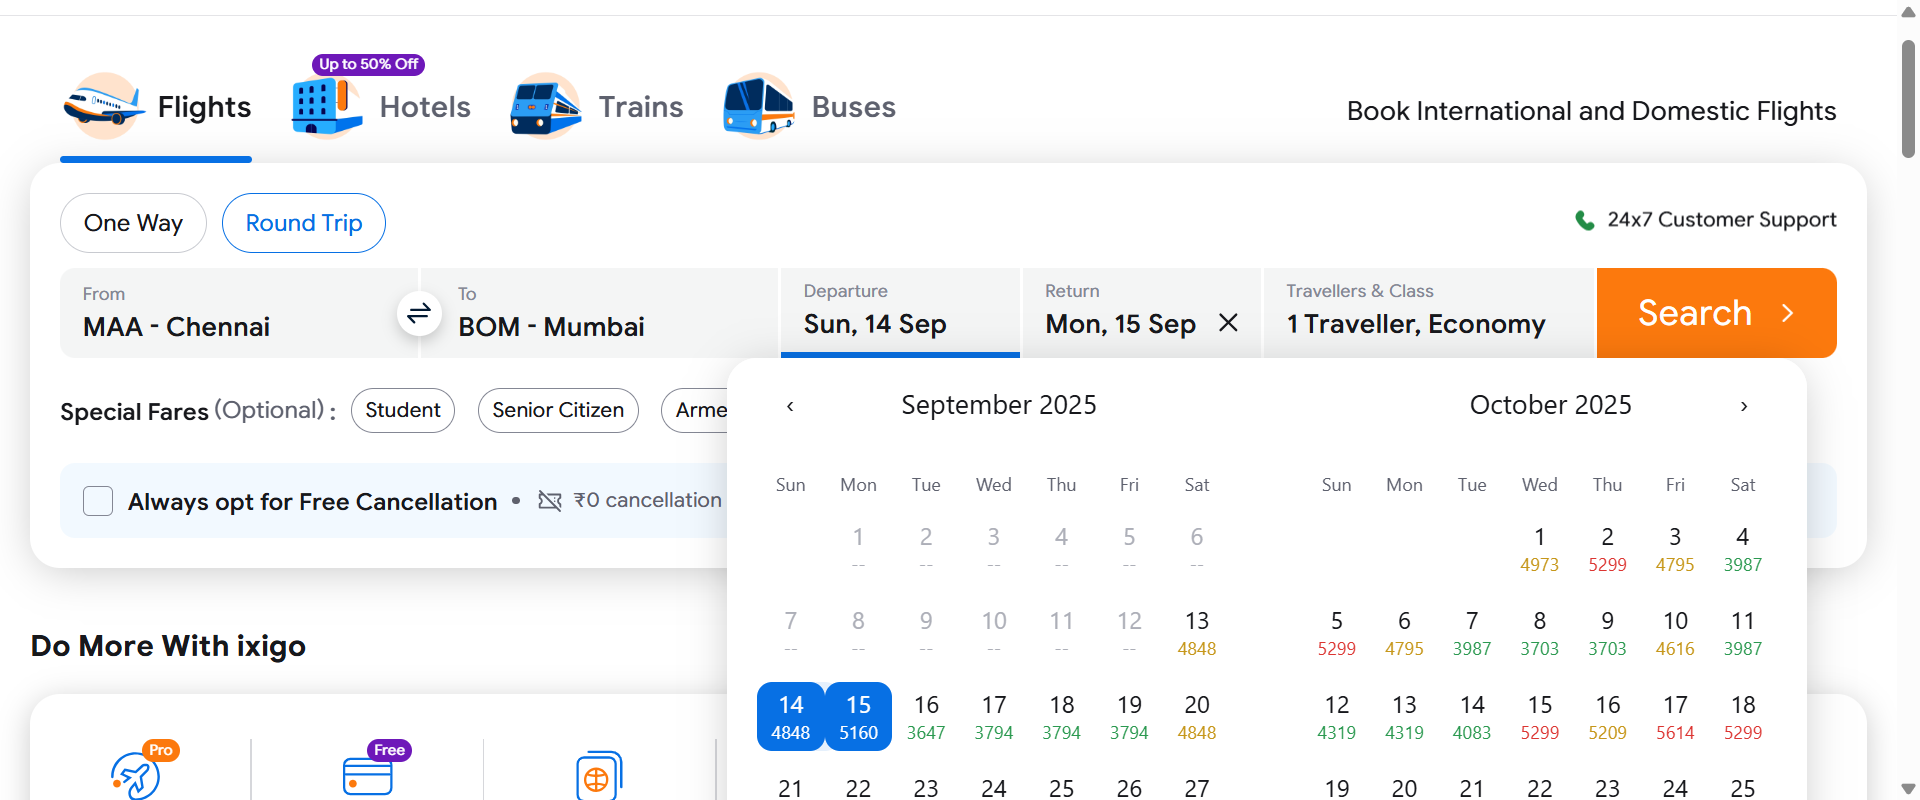 Up to 50% Off
Flights
Hotels
Trains
Buses
Book International and Domestic Flights
One Way
Round Trip
24x7 Customer Support
From
MAA - Chennai
To
BOM - Mumbai
Departure
Sun, 14 Sep
Return
Mon, 15 Sep
Travellers & Class
1 Traveller, Economy
Search
Special Fares (Optional) :
Student
Senior Citizen
Arme
Always opt for Free Cancellation • ₹0 cancellation
September 2025
Sun Mon Tue Wed Thu Fri Sat
1 2 3 4 5 6
-- -- -- -- -- --
7 8 9 10 11 12 13
-- -- -- -- -- -- 4848
14 15 16 17 18 19 20
4848 5160 3647 3794 3794 3794 4848
21 22 23 24 25 26 27
October 2025
Sun Mon Tue Wed Thu Fri Sat
1 2 3 4
4973 5299 4795 3987
5 6 7 8 9 10 11
5299 4795 3987 3703 3703 4616 3987
12 13 14 15 16 17 18
4319 4319 4083 5299 5209 5614 5299
19 20 21 22 23 24 25
Do More With ixigo
Pro
Free